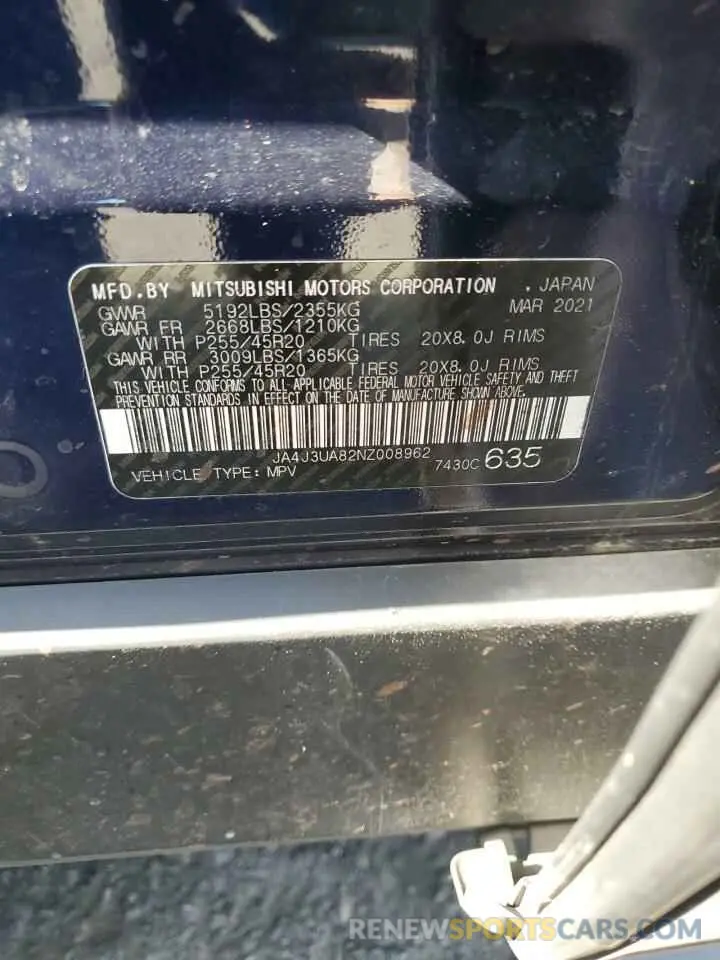 MFD.BY MITSUBISHI MOTORS CORPORATION . JAPAN
GVWR 5192LBS/2355KG MAR 2021
GAWR FR 2668LBS/1210KG
WITH P255/45R20 TIRES 20X8.0J RIMS
GAWR RR 3009LBS/1365KG
WITH P255/45R20 TIRES 20X8.0J RIMS
THIS VEHICLE CONFORMS TO ALL APPLICABLE FEDERAL MOTOR VEHICLE SAFETY AND THEFT
PREVENTION STANDARDS IN EFFECT ON THE DATE OF MANUFACTURE SHOWN ABOVE.
JA4J3UA82NZ008962
VEHICLE TYPE: MPV 7430C 635
RENEWSPORTSCARS.COM